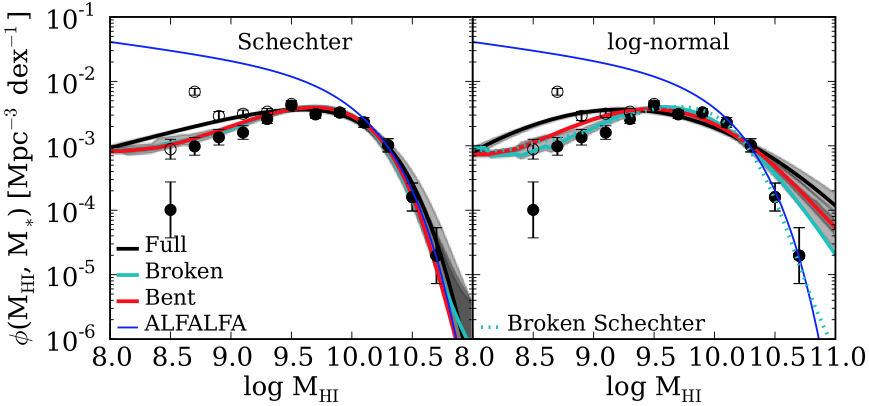 ϕ(M_HI, M_*) [Mpc⁻³ dex⁻¹]
10⁻¹
10⁻²
10⁻³
10⁻⁴
10⁻⁵
10⁻⁶
Schechter
Full
Broken
Bent
ALFALFA
8.0 8.5 9.0 9.5 10.0 10.5
log M_HI
log-normal
Broken Schechter
8.0 8.5 9.0 9.5 10.0 10.5 11.0
log M_HI